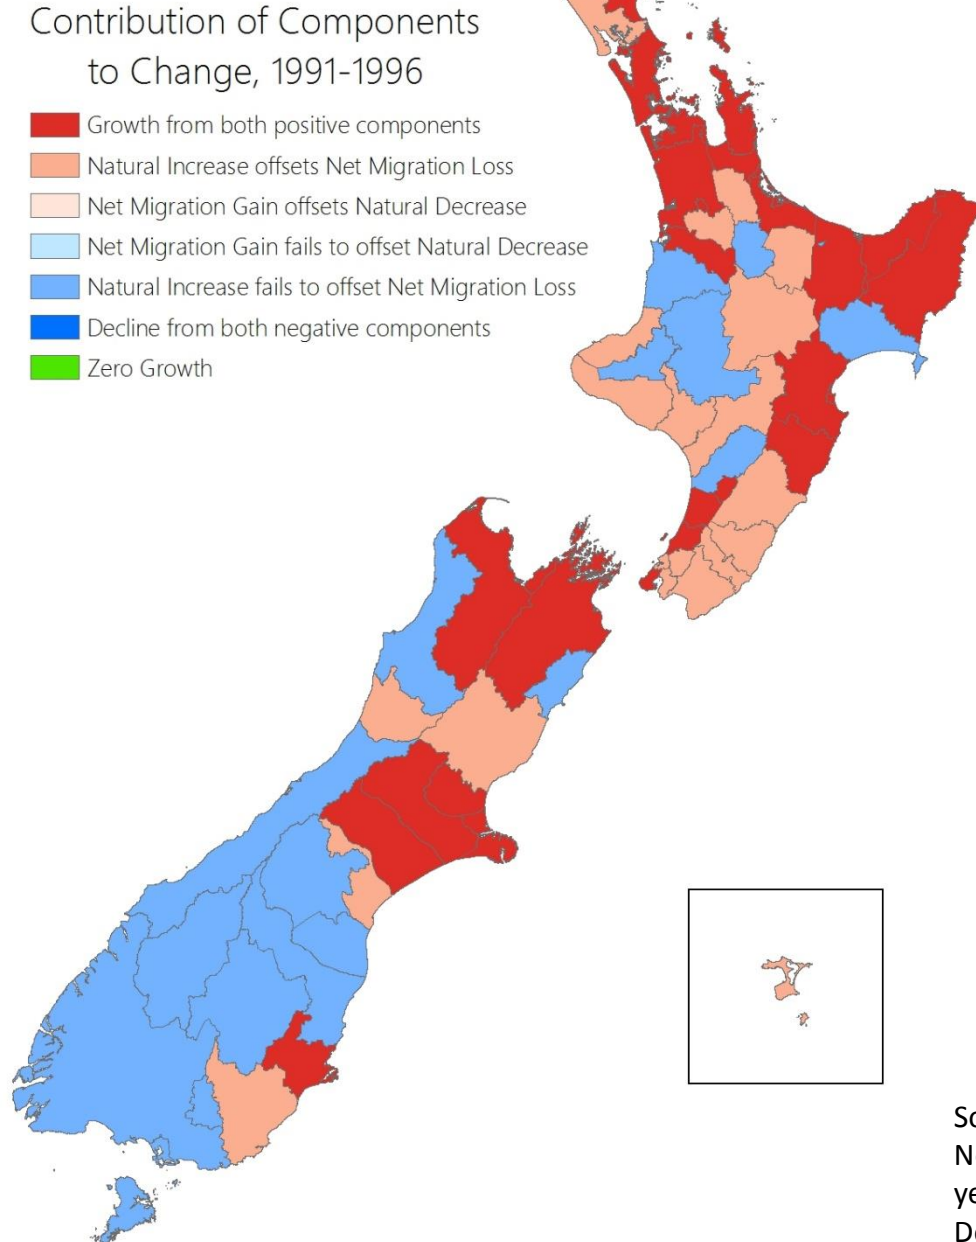 Contribution of Components
to Change, 1991-1996
Growth from both positive components
Natural Increase offsets Net Migration Loss
Net Migration Gain offsets Natural Decrease
Net Migration Gain fails to offset Natural Decrease
Natural Increase fails to offset Net Migration Loss
Decline from both negative components
Zero Growth